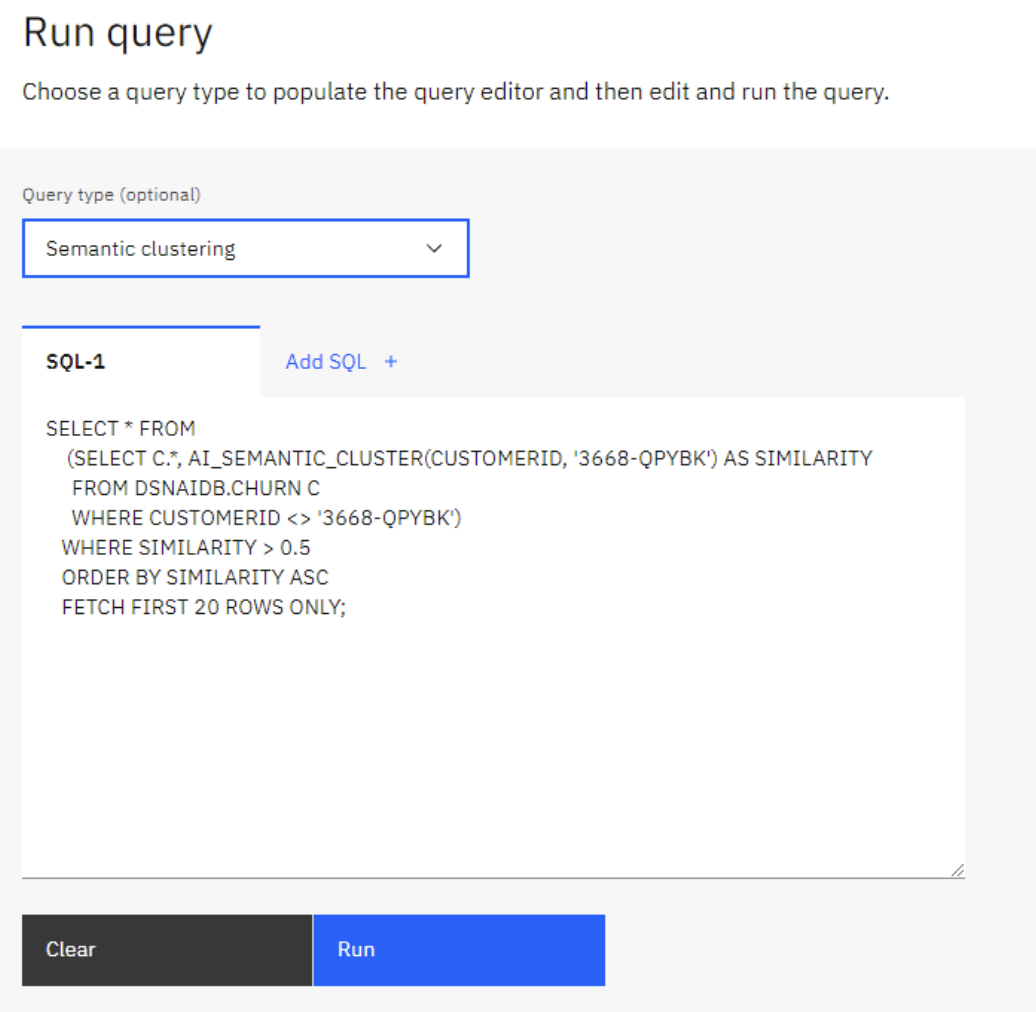 Run query
Choose a query type to populate the query editor and then edit and run the query.
Query type (optional)
Semantic clustering
SQL-1
Add SQL +
SELECT * FROM
(SELECT C.*, AI_SEMANTIC_CLUSTER(CUSTOMERID, '3668-QPYBK') AS SIMILARITY
FROM DSNAIDB.CHURN C
WHERE CUSTOMERID <> '3668-QPYBK')
WHERE SIMILARITY > 0.5
ORDER BY SIMILARITY ASC
FETCH FIRST 20 ROWS ONLY;
Clear
Run